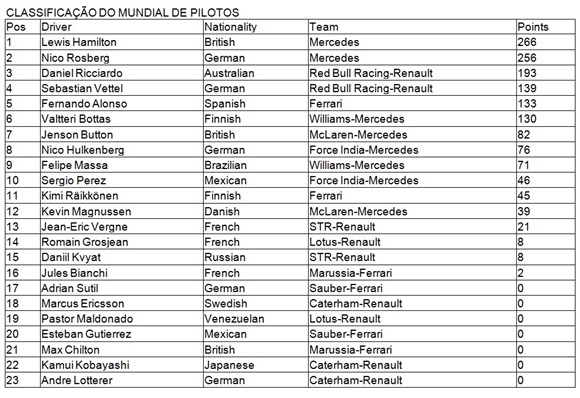 CLASSIFICAÇÃO DO MUNDIAL DE PILOTOS
Pos Driver Nationality Team Points
1 Lewis Hamilton British Mercedes 266
2 Nico Rosberg German Mercedes 256
3 Daniel Ricciardo Australian Red Bull Racing-Renault 193
4 Sebastian Vettel German Red Bull Racing-Renault 139
5 Fernando Alonso Spanish Ferrari 133
6 Valtteri Bottas Finnish Williams-Mercedes 130
7 Jenson Button British McLaren-Mercedes 82
8 Nico Hulkenberg German Force India-Mercedes 76
9 Felipe Massa Brazilian Williams-Mercedes 71
10 Sergio Perez Mexican Force India-Mercedes 46
11 Kimi Räikkönen Finnish Ferrari 45
12 Kevin Magnussen Danish McLaren-Mercedes 39
13 Jean-Eric Vergne French STR-Renault 21
14 Romain Grosjean French Lotus-Renault 8
15 Daniil Kvyat Russian STR-Renault 8
16 Jules Bianchi French Marussia-Ferrari 2
17 Adrian Sutil German Sauber-Ferrari 0
18 Marcus Ericsson Swedish Caterham-Renault 0
19 Pastor Maldonado Venezuelan Lotus-Renault 0
20 Esteban Gutierrez Mexican Sauber-Ferrari 0
21 Max Chilton British Marussia-Ferrari 0
22 Kamui Kobayashi Japanese Caterham-Renault 0
23 Andre Lotterer German Caterham-Renault 0